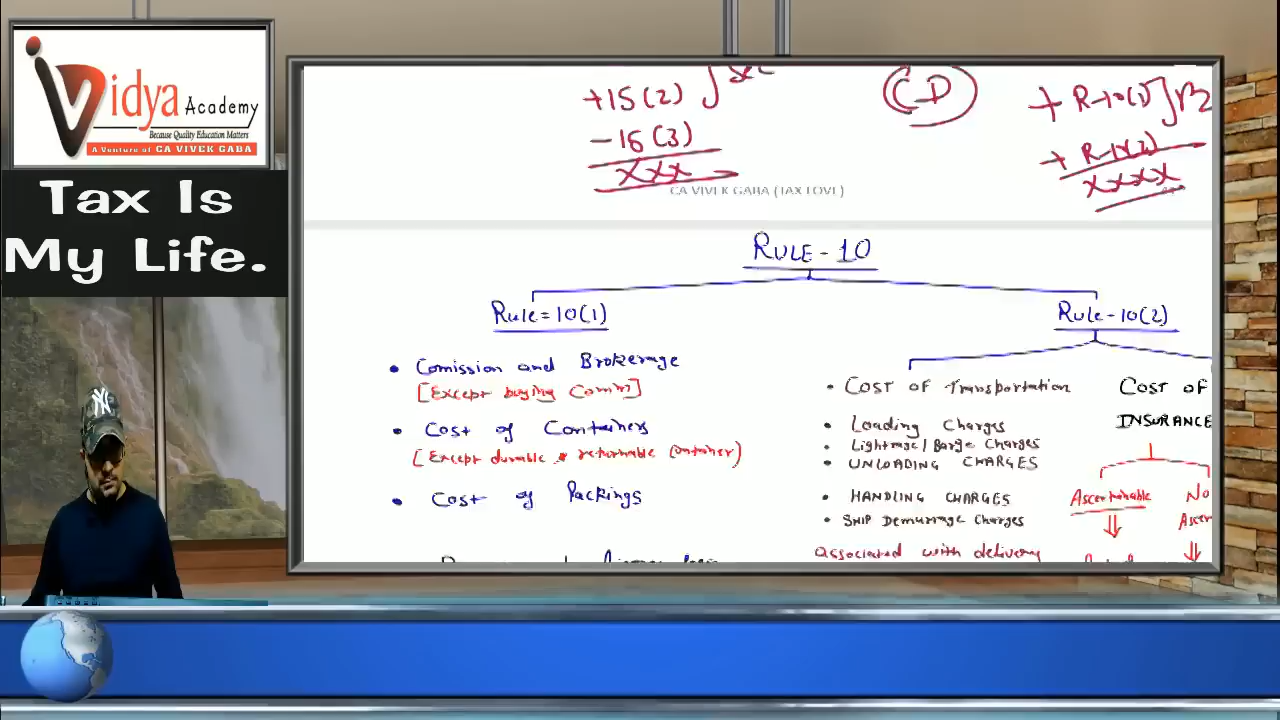 Vidya
Academy
Because Quality Education Matters
A Venture of CA VIVEK GABA
Tax Is
My Life.
+15(2)
-15(3)
XXX
CD
+ R-10(1)
+ R-10(2)
XXXX
CA VIVEK GABA (TAX LOVE)
RULE - 10
Rule = 10(1)
Rule - 10(2)
• Comission and Brokerage
[Except buying Comm]
• Cost of Containers
[Except durable & returnable container]
• Cost of Packings
• COST OF Transportation
• Loading Charges
• Lightrage/Barge Charges
• UNLOADING CHARGES
• HANDLING CHARGES
• SHIP Demurrage Charges
associated with delivery
COST OF
INSURANCE
Ascertainable
No
Ascer